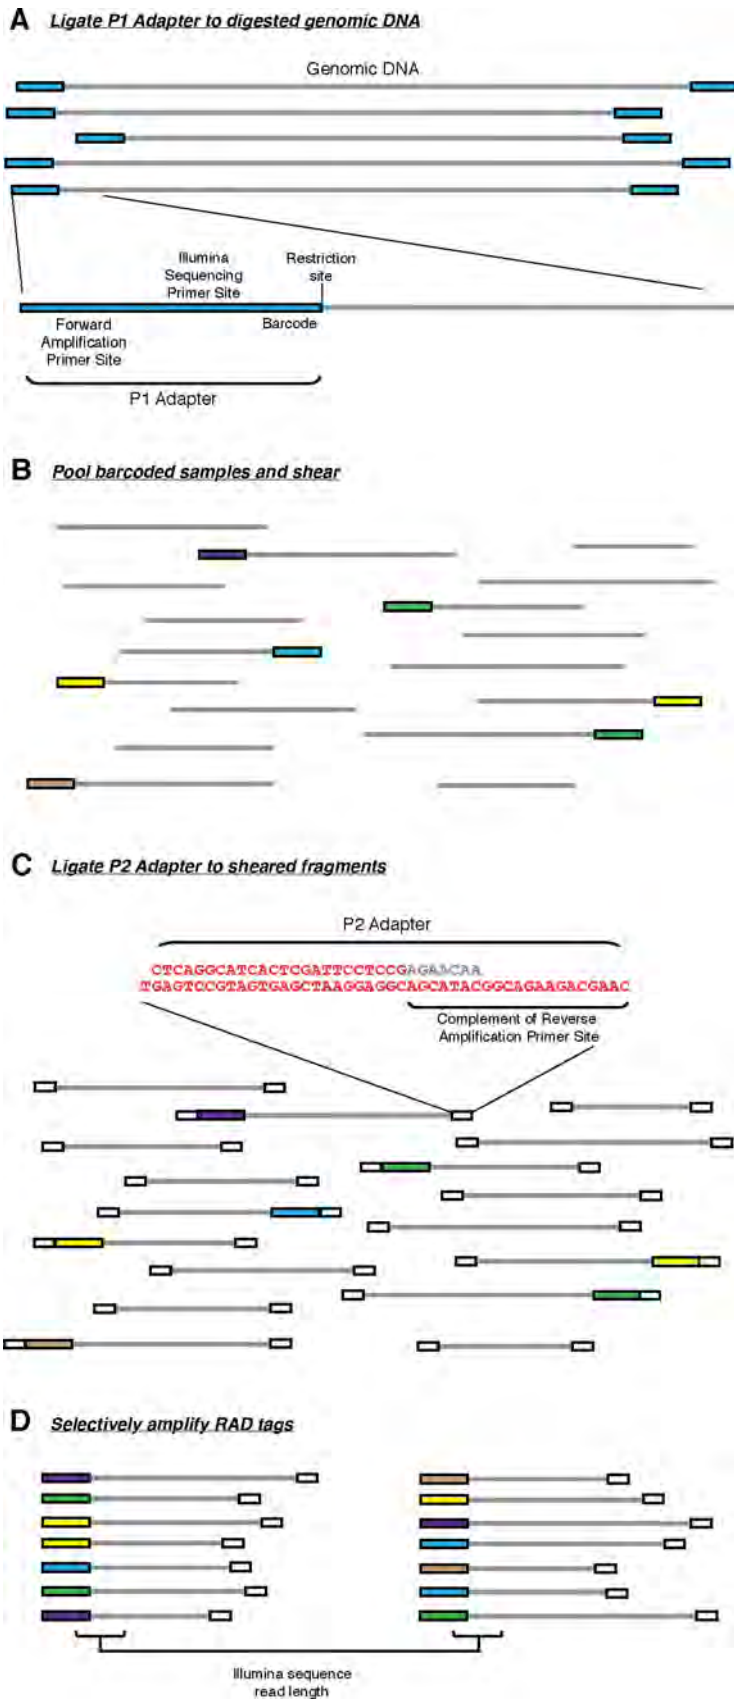 A Ligate P1 Adapter to digested genomic DNA
Genomic DNA
Illumina
Sequencing
Primer Site
Restriction
site
Forward
Amplification
Primer Site
Barcode
P1 Adapter
B Pool barcoded samples and shear
C Ligate P2 Adapter to sheared fragments
P2 Adapter
CTCAGGCATCACTCGATTCCTCCGAGAACAA
TGAGTCCGTAGTGAGCTAAGGAGGCAGCATACGGCAGAAGACGAAC
Complement of Reverse
Amplification Primer Site
D Selectively amplify RAD tags
Illumina sequence
read length